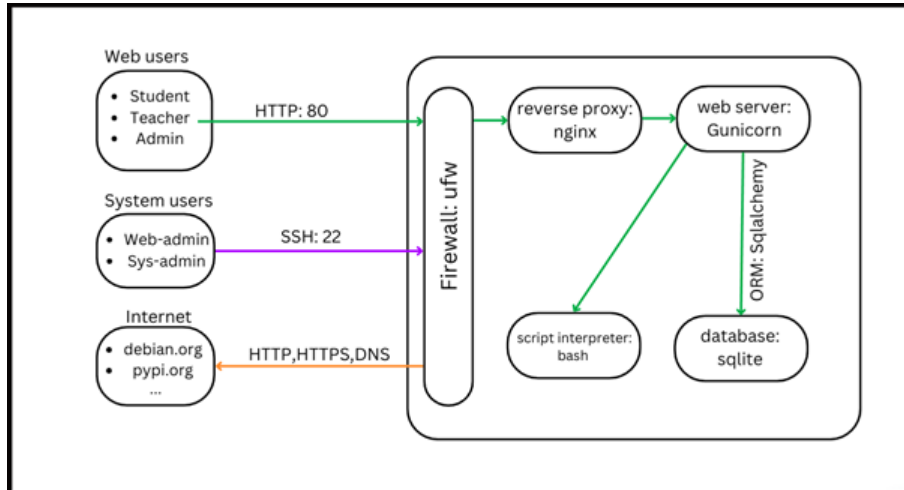 Web users
• Student
• Teacher
• Admin
HTTP: 80
System users
• Web-admin
• Sys-admin
SSH: 22
Internet
• debian.org
• pypi.org
...
HTTP,HTTPS,DNS
Firewall: ufw
reverse proxy:
nginx
web server:
Gunicorn
ORM: Sqlalchemy
script interpreter:
bash
database:
sqlite